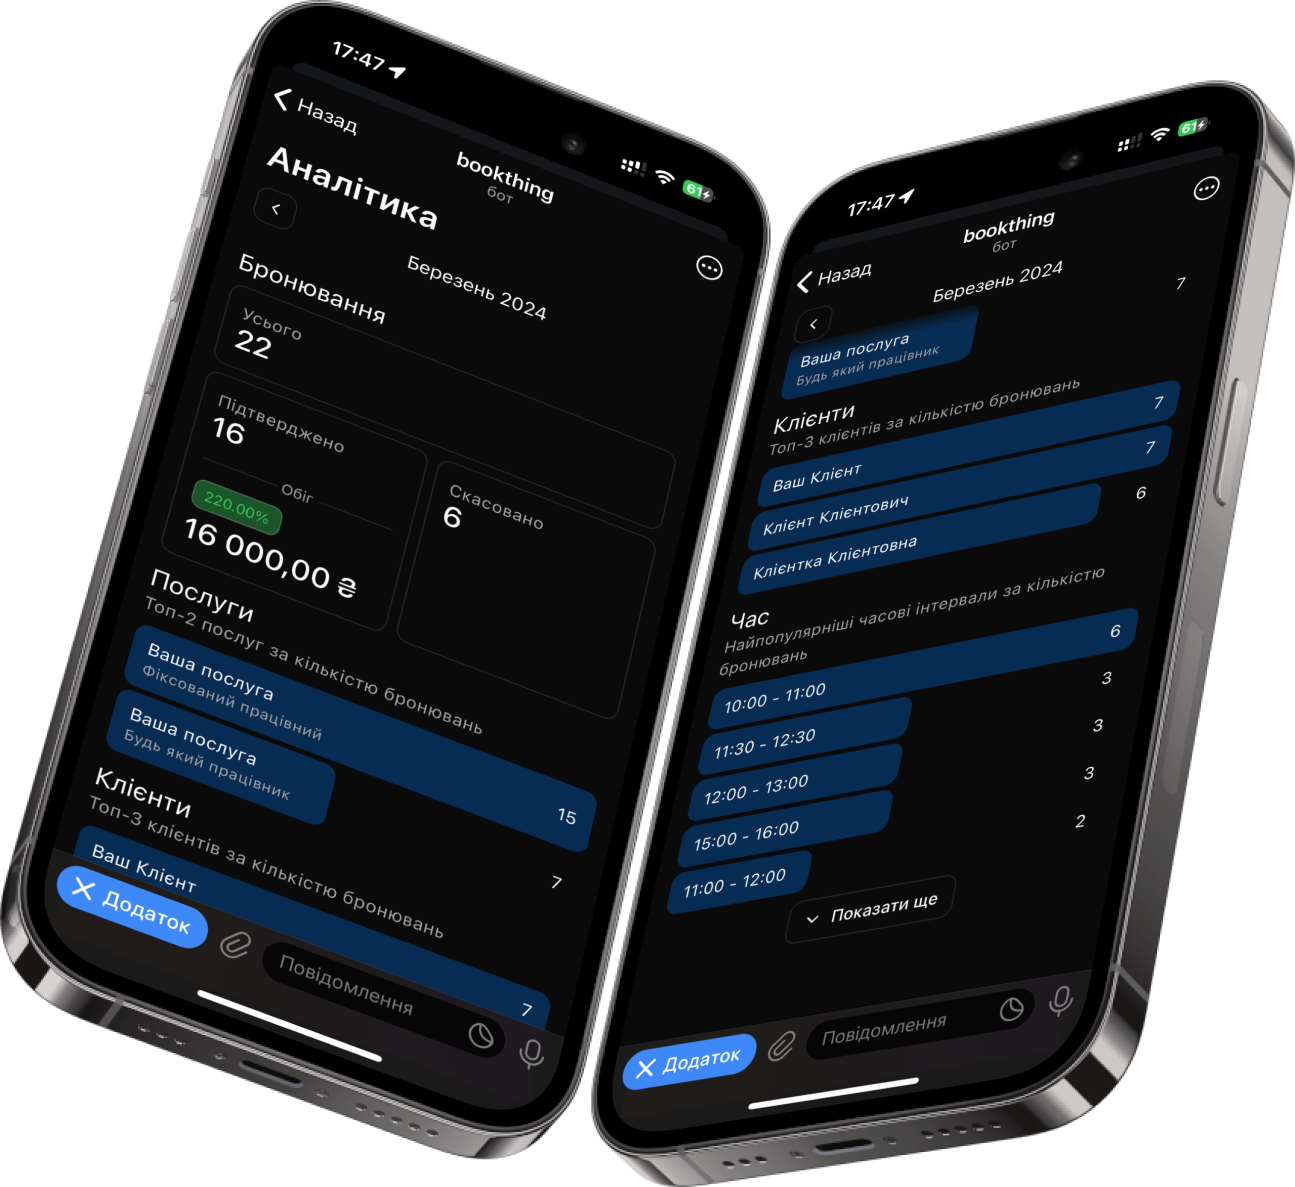 17:47
61
Назад
bookthing
бот
Аналітика
Березень 2024
Бронювання
Усього
22
Підтверджено
16
Обіг
220.00%
16 000,00 ₴
Скасовано
6
Послуги
Топ-2 послуг за кількістю бронювань
Ваша послуга
Фіксований працівний
15
Ваша послуга
Будь який працівник
7
Клієнти
Топ-3 клієнтів за кількістю бронювань
Ваш Клієнт
7
Додаток
Повідомлення
17:47
61
Назад
bookthing
бот
Березень 2024
7
Ваша послуга
Будь який працівник
Клієнти
Топ-3 клієнтів за кількістю бронювань
Ваш Клієнт 7
Клієнт Клієнтович 7
Клієнтка Клієнтовна 6
Час
Найпопулярніші часові інтервали за кількістю
бронювань
10:00 - 11:00 6
11:30 - 12:30 3
12:00 - 13:00 3
15:00 - 16:00 3
11:00 - 12:00 2
Показати ще
Додаток
Повідомлення